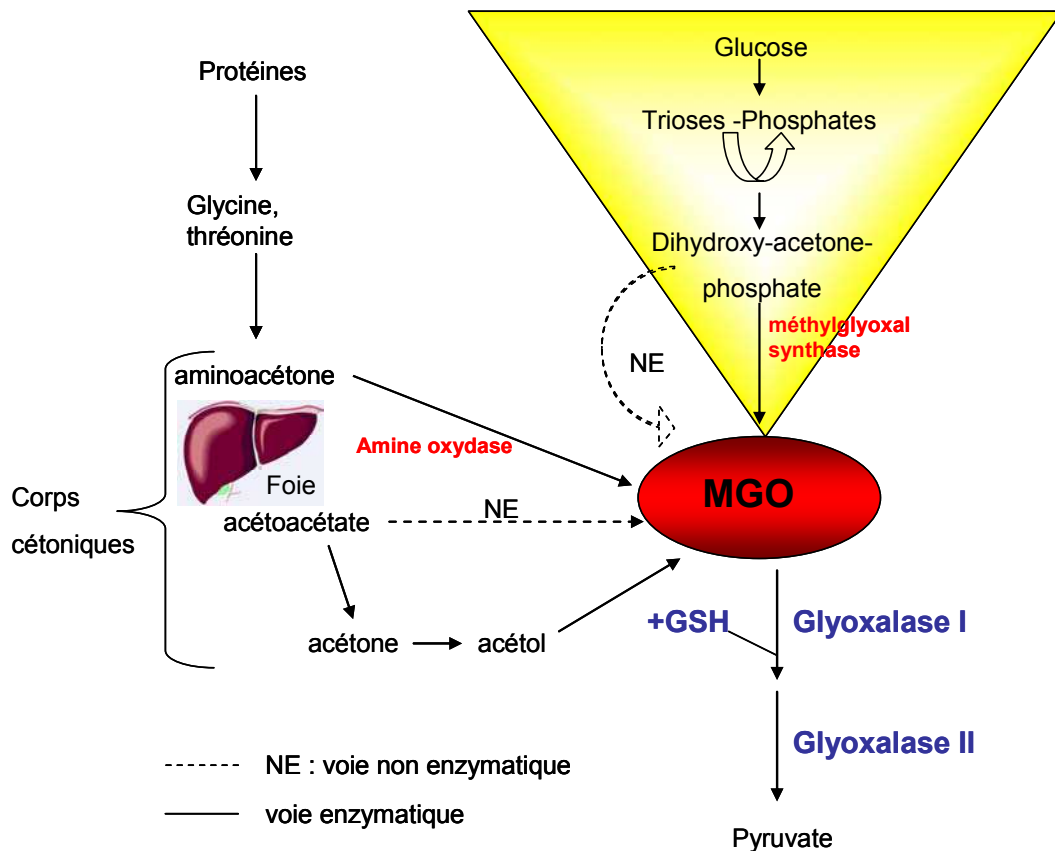 Glucose
Protéines
Trioses -Phosphates
Glycine,
thréonine
Dihydroxy-acetone-
phosphate
méthylglyoxal
synthase
NE
aminoacétone
Amine oxydase
Foie
MGO
Corps
cétoniques
acétoacétate
NE
+GSH
Glyoxalase I
acétone
acétol
Glyoxalase II
NE : voie non enzymatique
voie enzymatique
Pyruvate